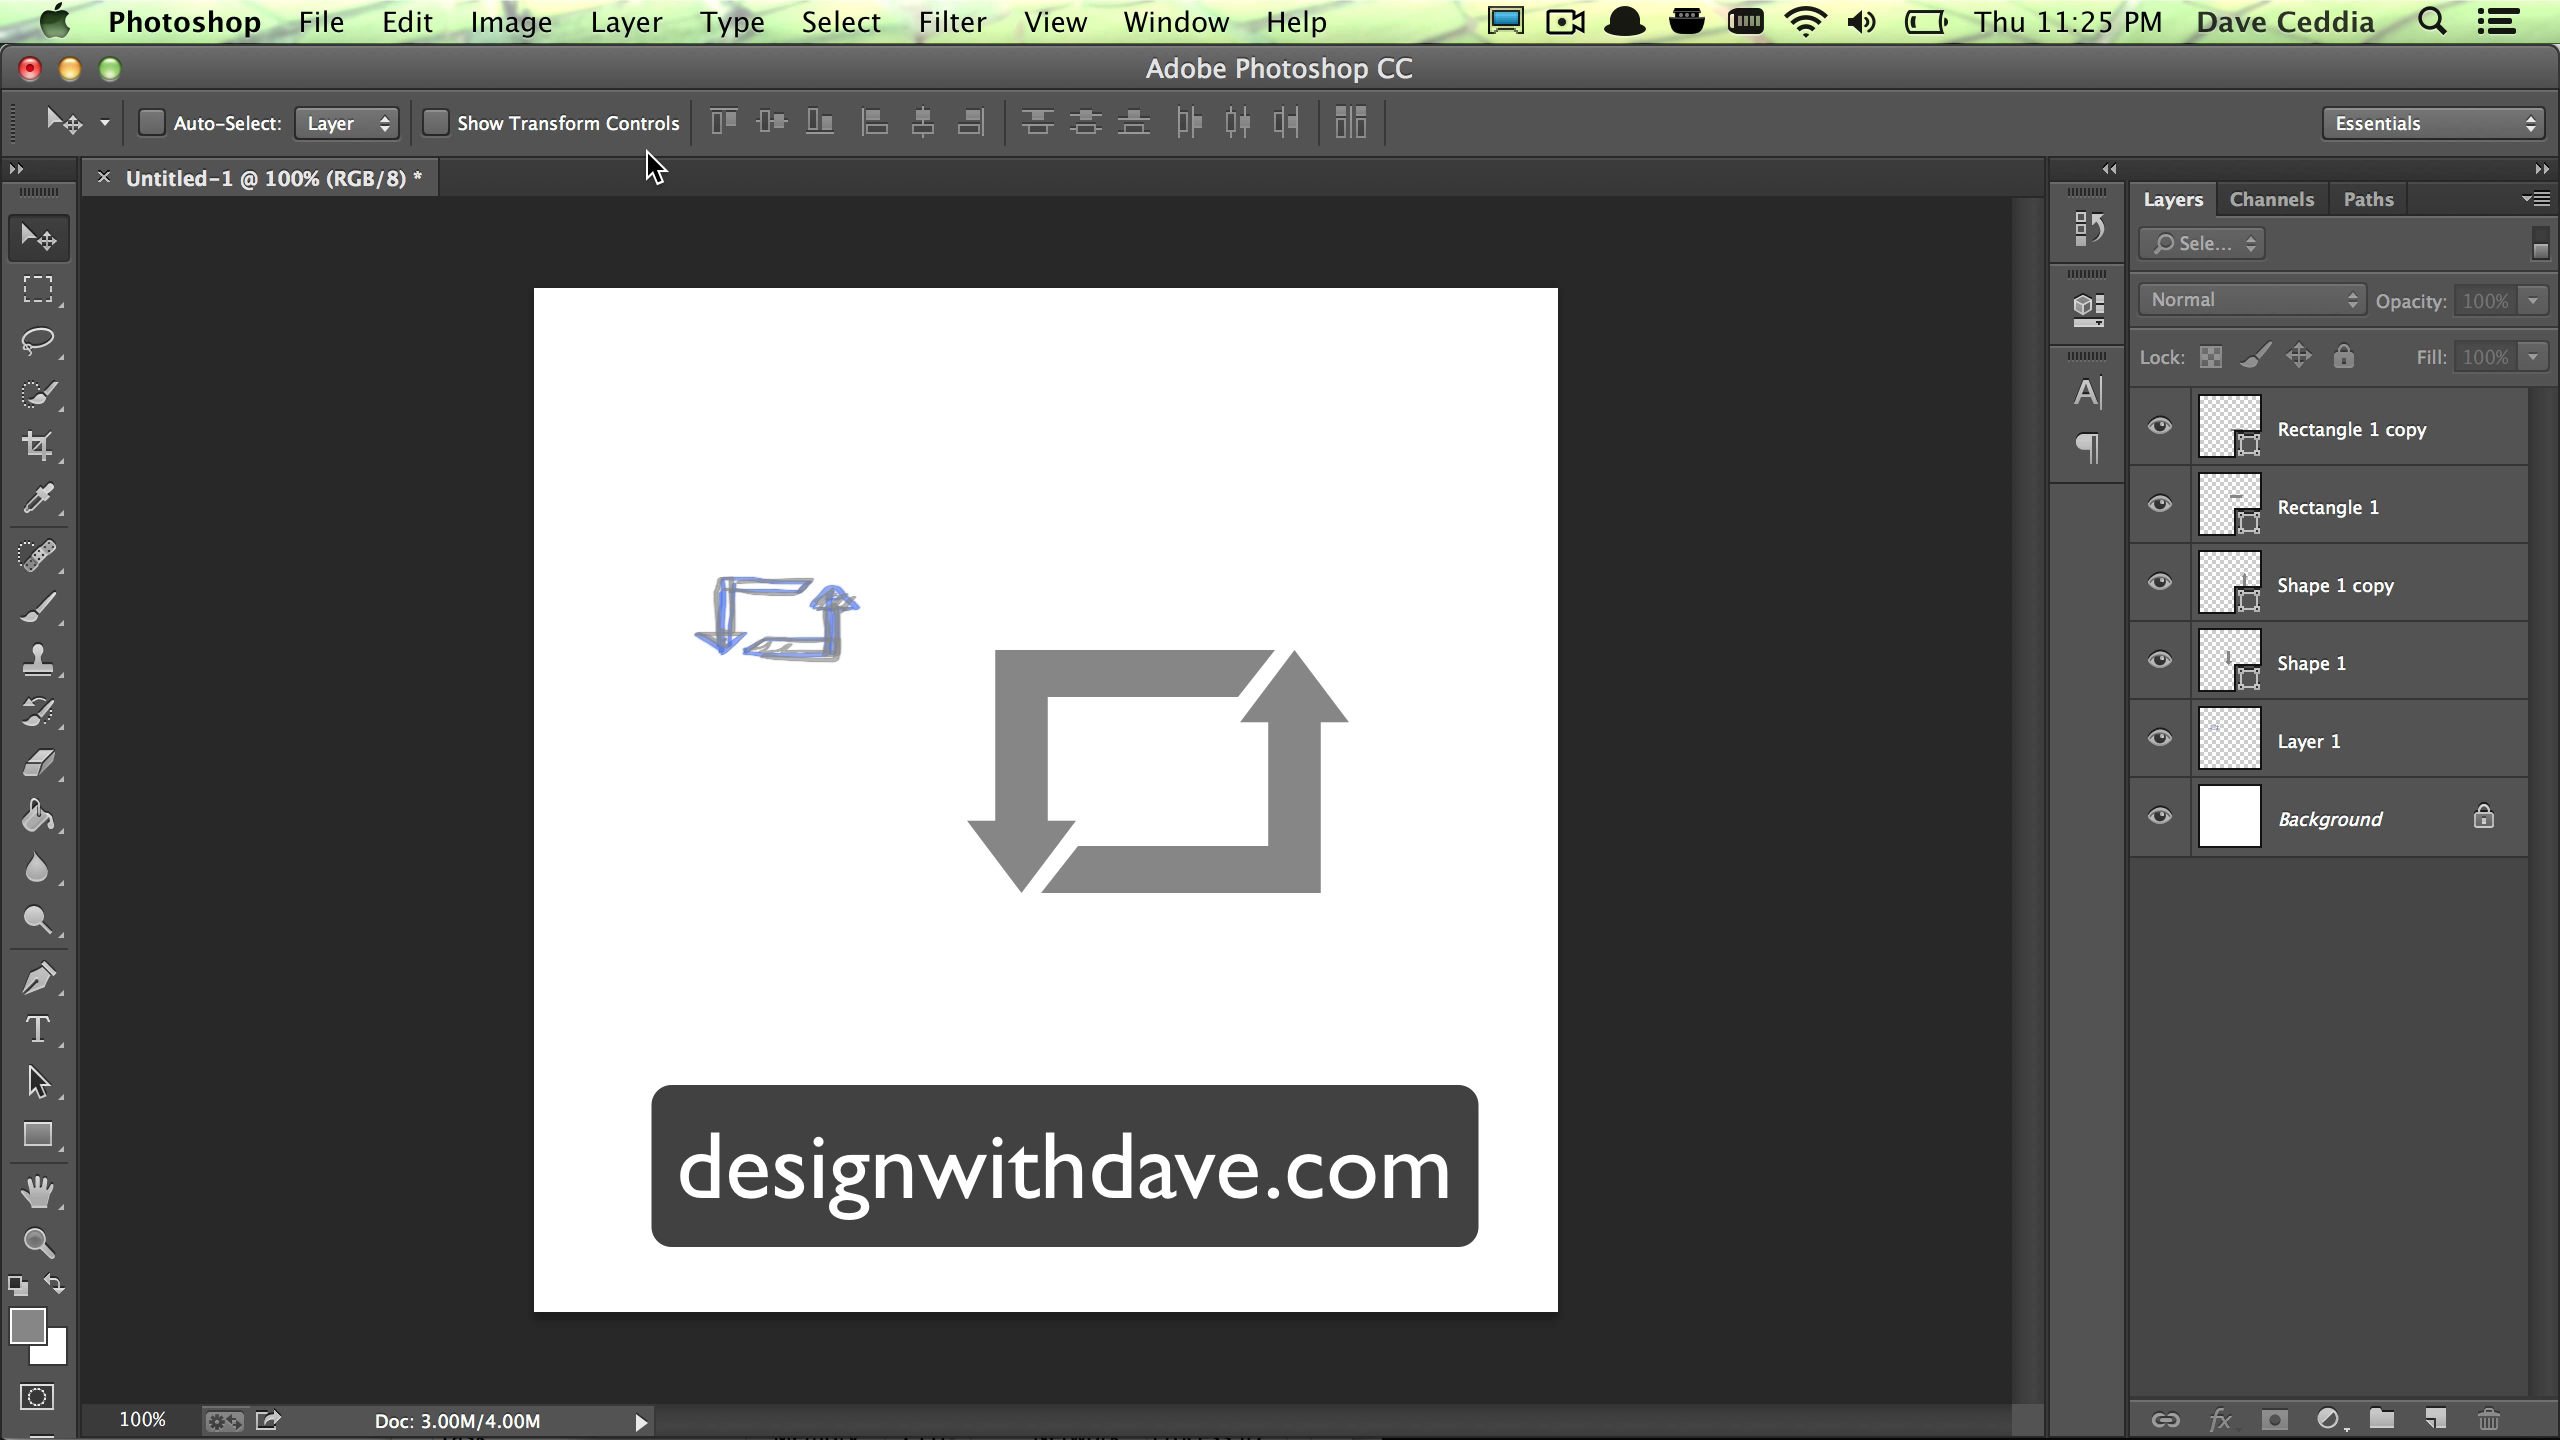 Photoshop File Edit Image Layer Type Select Filter View Window Help Thu 11:25 PM Dave Ceddia
Adobe Photoshop CC
Auto-Select: Layer Show Transform Controls Essentials
Untitled-1 @ 100% (RGB/8) *
Layers Channels Paths
Sele...
Normal Opacity: 100%
Lock: Fill: 100%
Rectangle 1 copy
Rectangle 1
Shape 1 copy
Shape 1
Layer 1
Background
designwithdave.com
100% Doc: 3.00M/4.00M